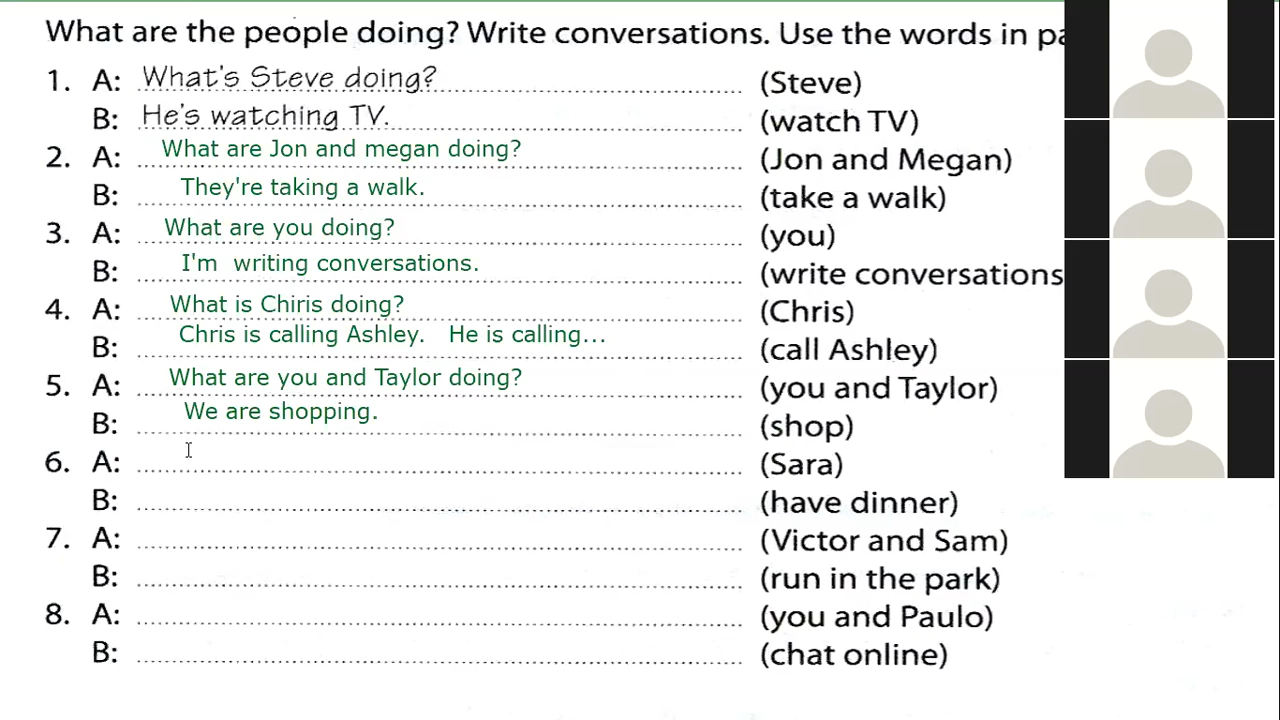 What are the people doing? Write conversations. Use the words in
1. A: What's Steve doing? (Steve)
B: He's watching TV. (watch TV)
2. A: What are Jon and megan doing? (Jon and Megan)
B: They're taking a walk. (take a walk)
3. A: What are you doing? (you)
B: I'm writing conversations. (write conversations
4. A: What is Chiris doing? (Chris)
B: Chris is calling Ashley. He is calling... (call Ashley)
5. A: What are you and Taylor doing? (you and Taylor)
B: We are shopping. (shop)
6. A: (Sara)
B: (have dinner)
7. A: (Victor and Sam)
B: (run in the park)
8. A: (you and Paulo)
B: (chat online)